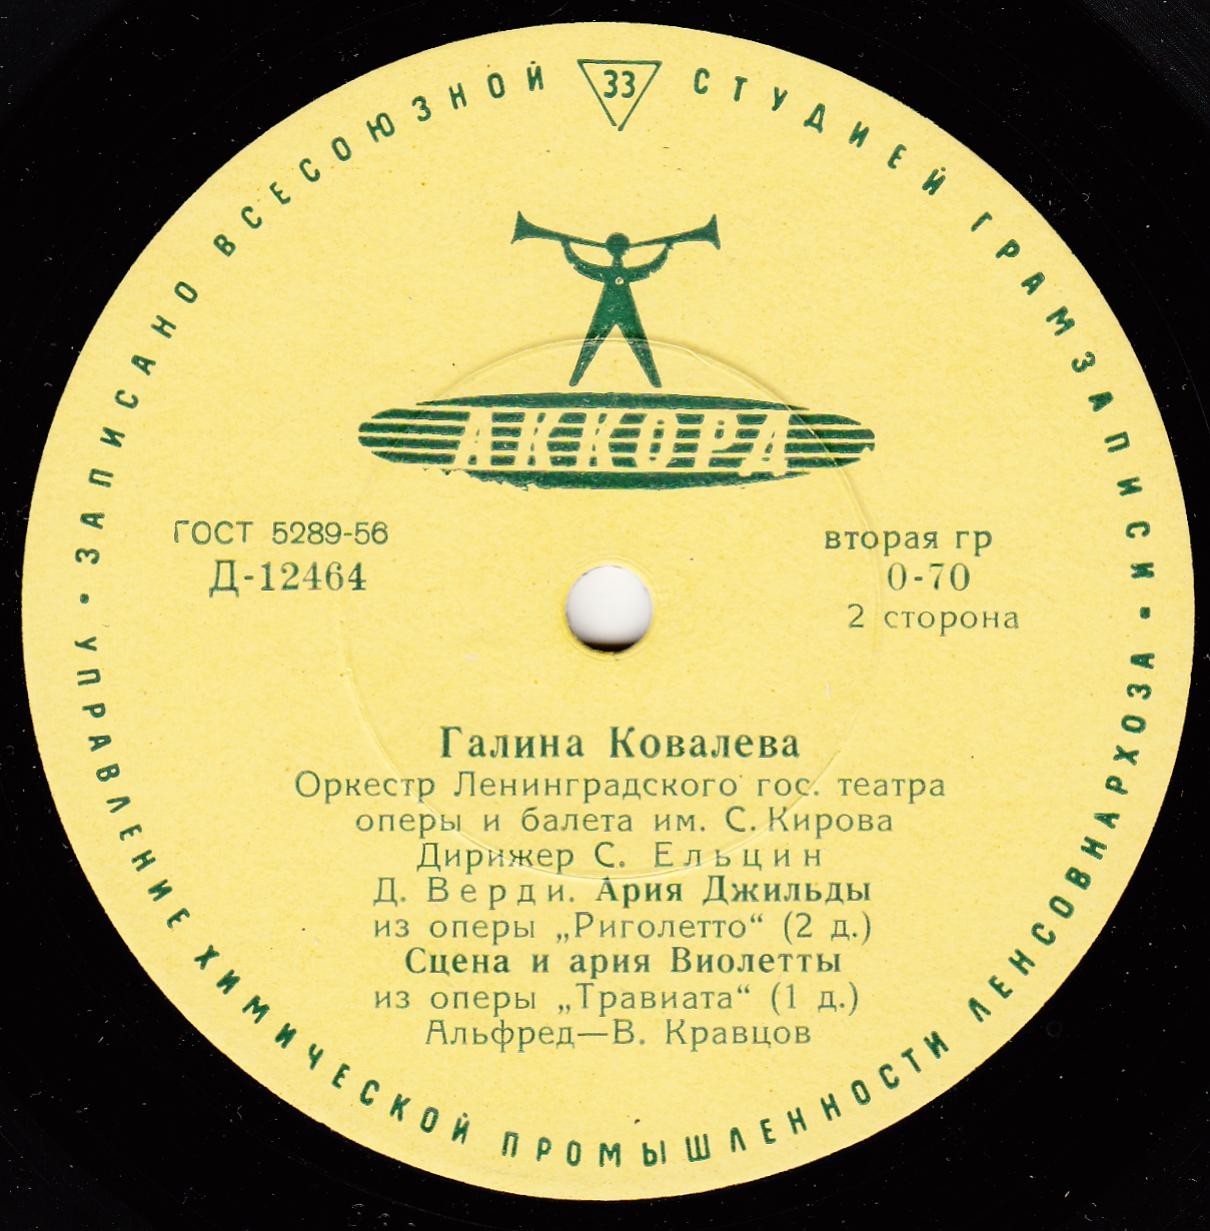 ЗАПИСАНО ВСЕСОЮЗНОЙ СТУДИЕЙ ГРАМЗАПИСИ
33
АККОРД
ГОСТ 5289-56
Д-12464
вторая гр
0-70
2 сторона
Галина Ковалева
Оркестр Ленинградского гос. театра
оперы и балета им. С. Кирова
Дирижер С. Ельцин
Д. Верди. Ария Джильды
из оперы „Риголетто“ (2 д.)
Сцена и ария Виолетты
из оперы „Травиата“ (1 д.)
Альфред—В. Кравцов
УПРАВЛЕНИЕ ХИМИЧЕСКОЙ ПРОМЫШЛЕННОСТИ ЛЕНСОВНАРХОЗА